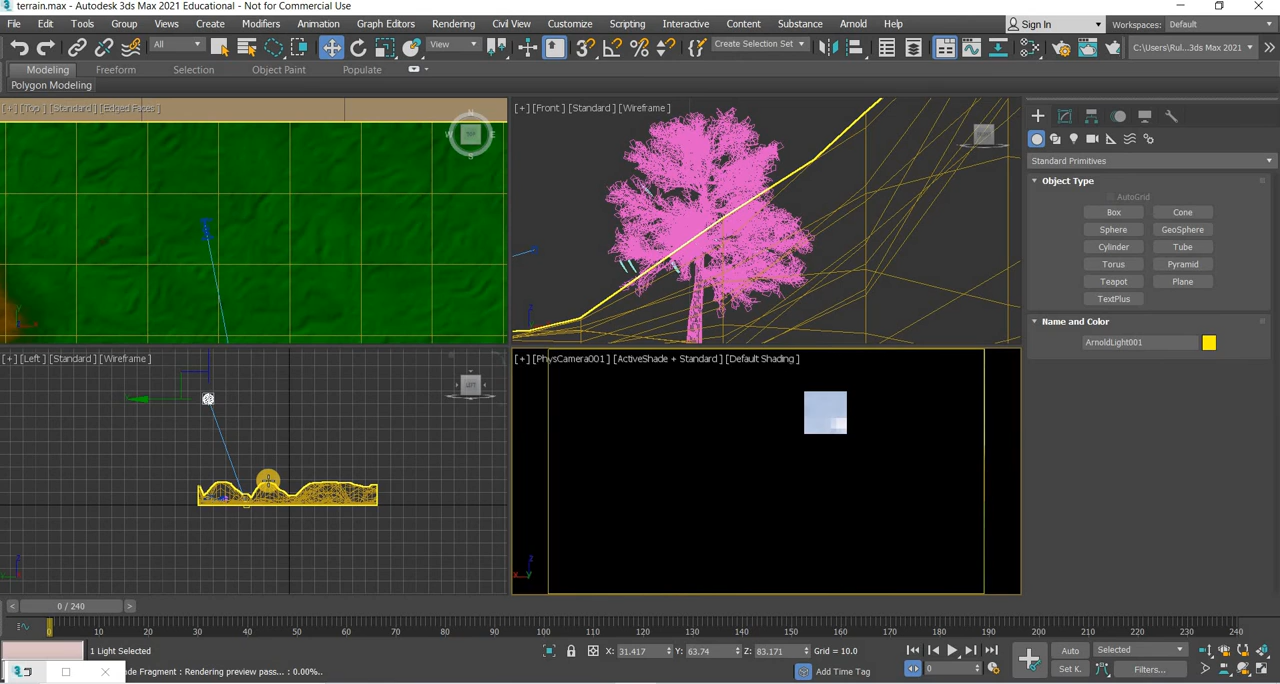 terrain.max - Autodesk 3ds Max 2021 Educational - Not for Commercial USe
File Edit Tools Group Views Create Modifiers Animation Graph Editors Rendering Civil View Customize Scripting Interactive Content Substance Arnold Help Sign In Workspaces: Default
All View Create Selection Set C:\Users\Rul...3ds Max 2021
Modeling Freeform Selection Object Paint Populate
Polygon Modeling
[+] [Top] [Standard] [Edged Faces]
[+] [Front] [Standard] [Wireframe]
Standard Primitives
Object Type
AutoGrid
Box Cone
Sphere GeoSphere
Cylinder Tube
Torus Pyramid
Teapot Plane
TextPlus
Name and Color
ArnoldLight001
[+] [Left] [Standard] [Wireframe]
LEFT
[+] [PhysCamera001] [ActiveShade + Standard] [Default Shading]
0 / 240
0 10 20 30 40 50 60 70 80 90 100 110 120 130 140 150 160 170 180 190 200 210 220 230 240
1 Light Selected X: 31.417 Y: 63.74 Z: 83.171 Grid = 10.0 Auto Selected
de Fragment : Rendering preview pass... : 0.00%.. Add Time Tag 0 Set K. Filters...